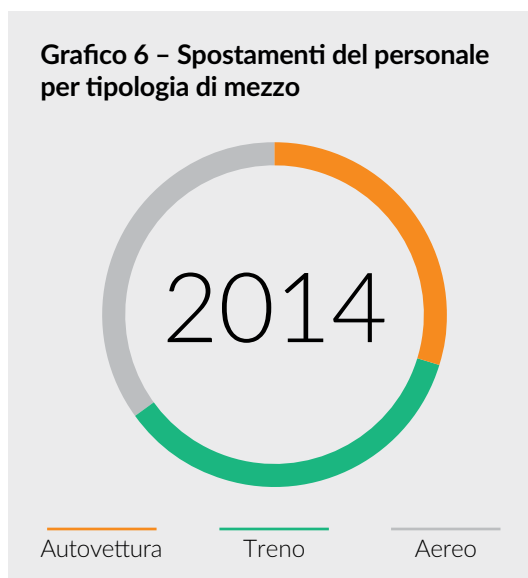 Grafico 6 – Spostamenti del personale
per tipologia di mezzo
2014
Autovettura
Treno
Aereo